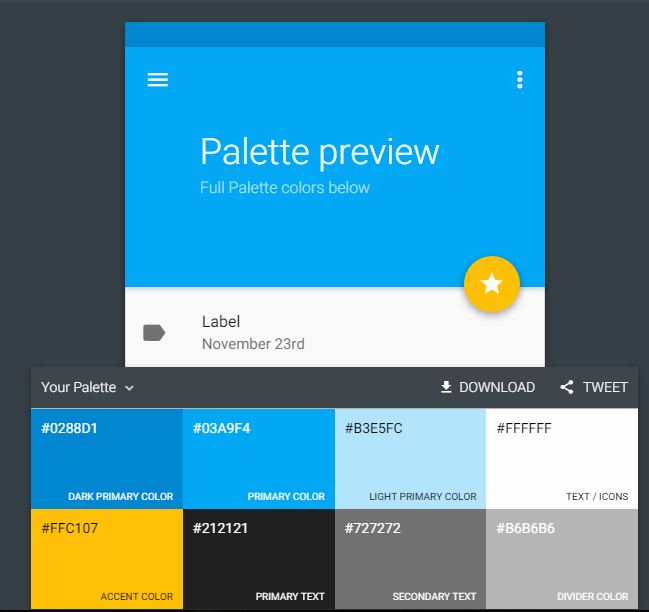 Palette preview
Full Palette colors below
Label
November 23rd
Your Palette
DOWNLOAD
TWEET
#0288D1
#03A9F4
#B3E5FC
#FFFFFF
DARK PRIMARY COLOR
PRIMARY COLOR
LIGHT PRIMARY COLOR
TEXT / ICONS
#FFC107
#212121
#727272
#B6B6B6
ACCENT COLOR
PRIMARY TEXT
SECONDARY TEXT
DIVIDER COLOR